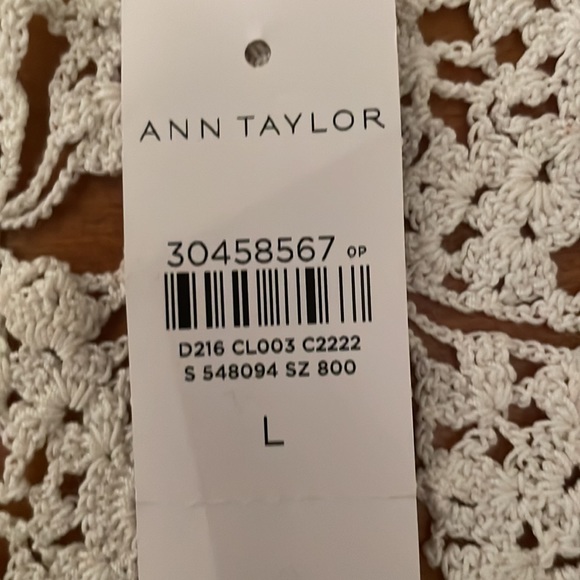 ANN TAYLOR
30458567 OP
D216 CL003 C2222
S 548094 SZ 800
L